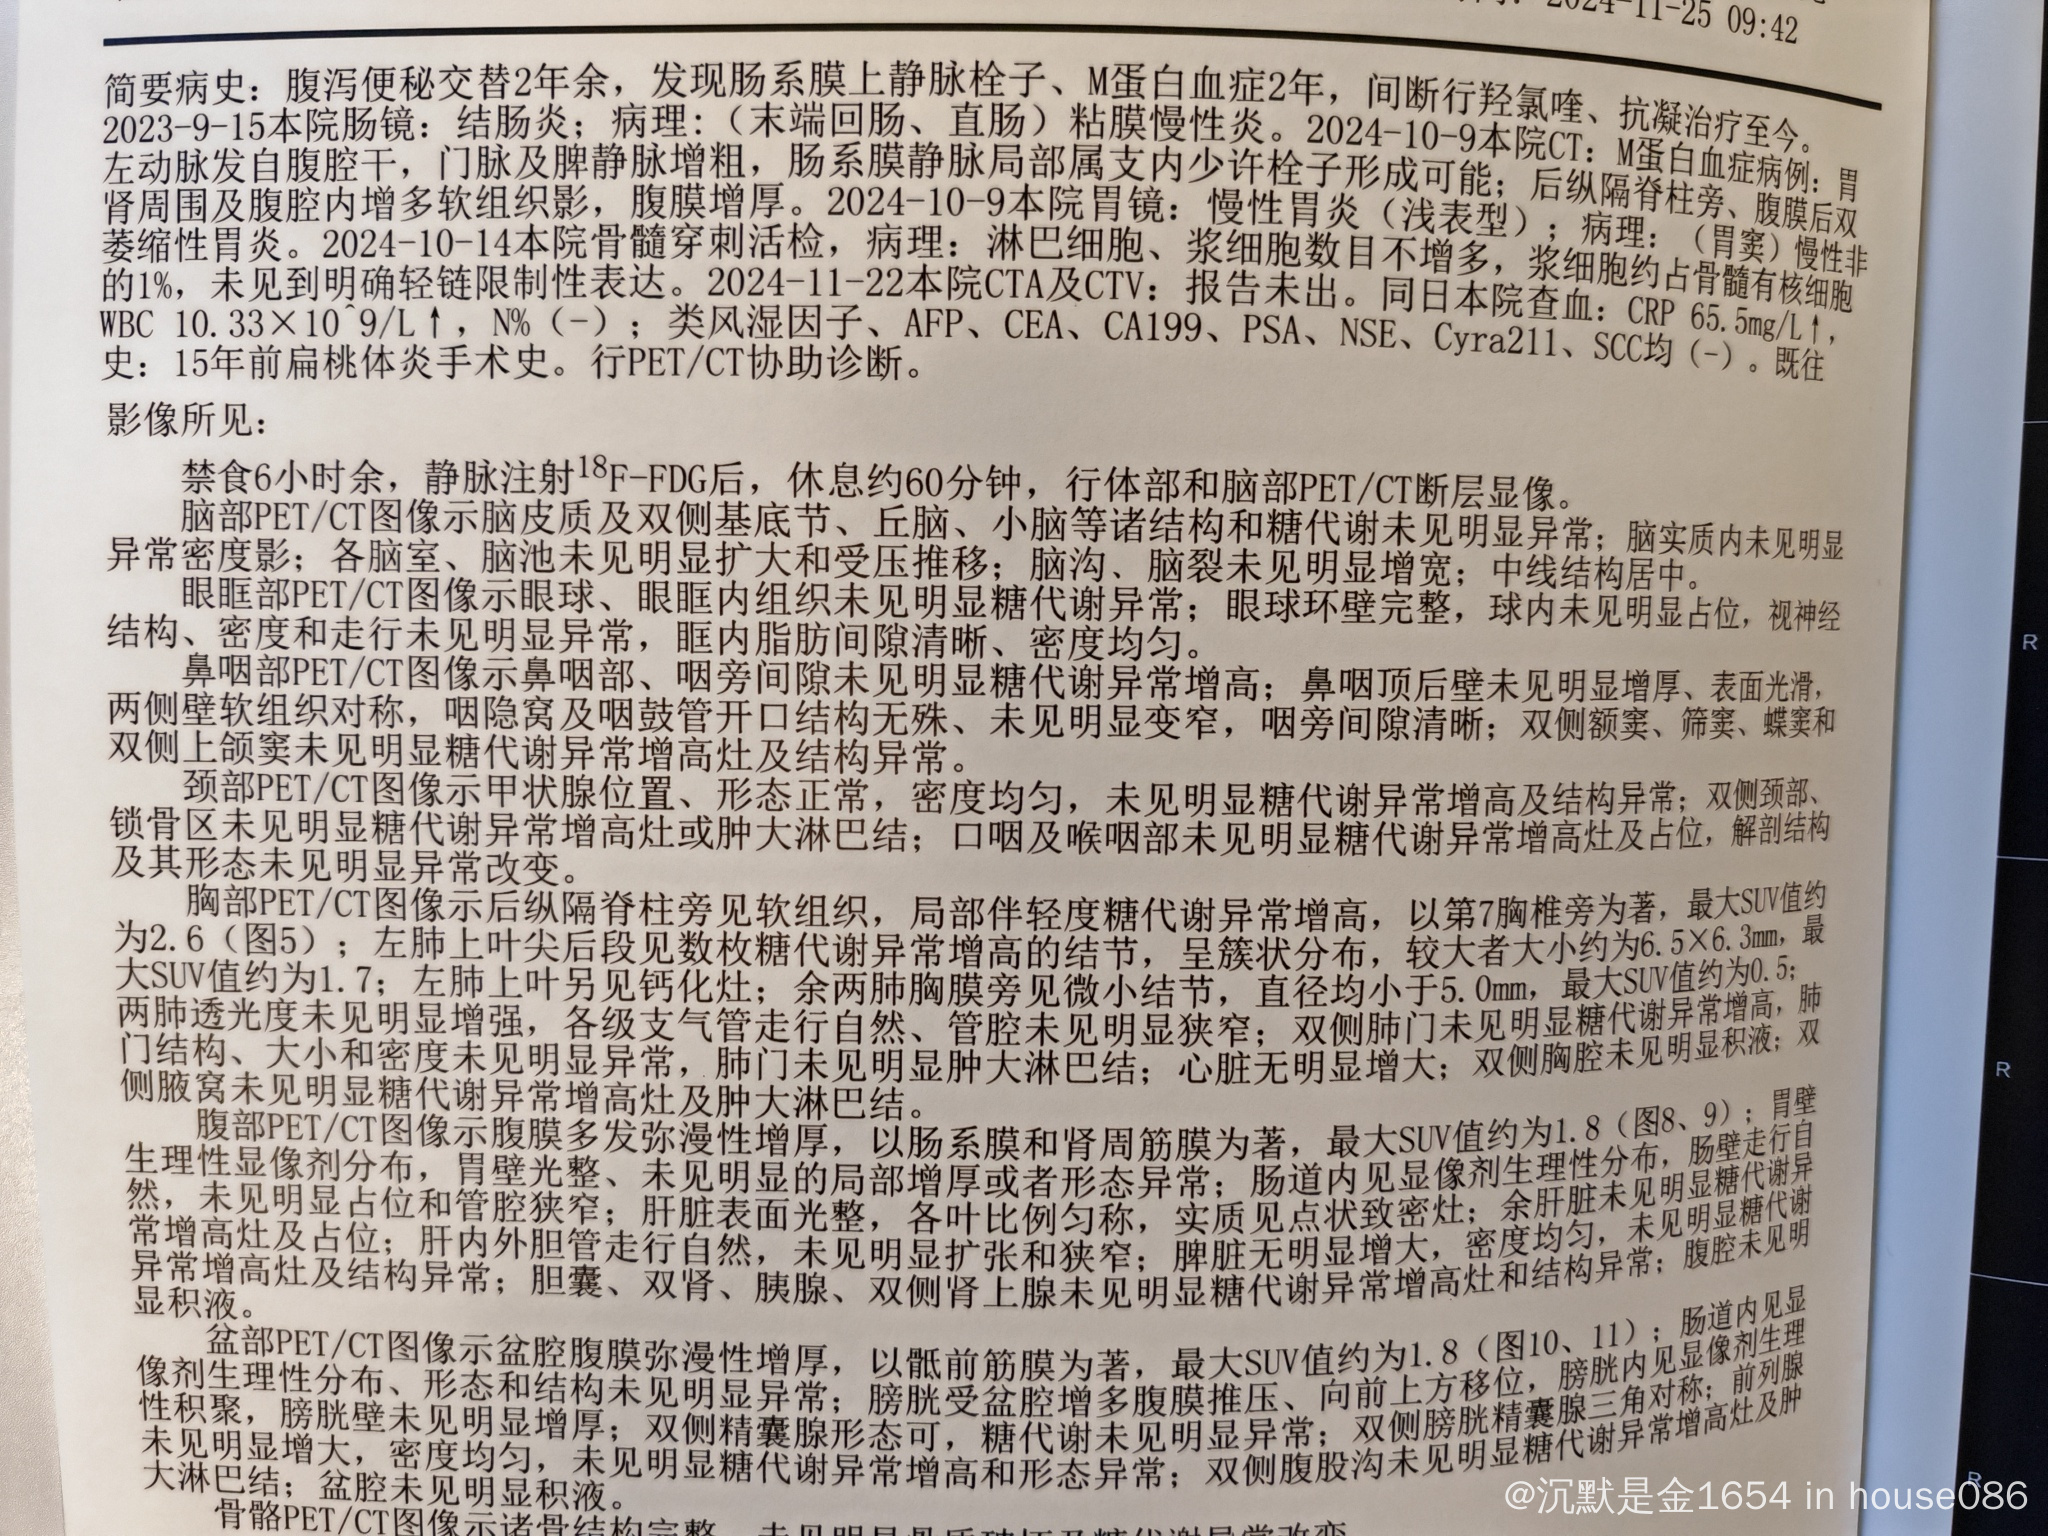 2024-11-25 09:42
简要病史：腹泻便秘交替2年余，发现肠系膜上静脉栓子、M蛋白血症2年，间断行羟氯喹、抗凝治疗至今。
2023-9-15本院肠镜：结肠炎；病理：（末端回肠、直肠）粘膜慢性炎。2024-10-9本院CT：M蛋白血症病例：胃
左动脉发自腹腔干，门脉及脾静脉增粗，肠系膜静脉局部属支内少许栓子形成可能；后纵隔脊柱旁、腹膜后双
肾周围及腹腔内增多软组织影，腹膜增厚。2024-10-9本院胃镜：慢性胃炎（浅表型）；病理：（胃窦）慢性非
萎缩性胃炎。2024-10-14本院骨髓穿刺活检，病理：淋巴细胞、浆细胞数目不增多，浆细胞约占骨髓有核细胞
的1%，未见到明确轻链限制性表达。2024-11-22本院CTA及CTV：报告未出。同日本院查血：CRP 65.5mg/L↑，
WBC 10.33×10^9/L↑，N%（-）；类风湿因子、AFP、CEA、CA199、PSA、NSE、Cyra211、SCC均（-）。既往
史：15年前扁桃体炎手术史。行PET/CT协助诊断。
影像所见：
禁食6小时余，静脉注射¹⁸F-FDG后，休息约60分钟，行体部和脑部PET/CT断层显像。
脑部PET/CT图像示脑皮质及双侧基底节、丘脑、小脑等诸结构和糖代谢未见明显异常；脑实质内未见明显
异常密度影；各脑室、脑池未见明显扩大和受压推移；脑沟、脑裂未见明显增宽；中线结构居中。
眼眶部PET/CT图像示眼球、眼眶内组织未见明显糖代谢异常；眼球环壁完整，球内未见明显占位，视神经
结构、密度和走行未见明显异常，眶内脂肪间隙清晰、密度均匀。
鼻咽部PET/CT图像示鼻咽部、咽旁间隙未见明显糖代谢异常增高；鼻咽顶后壁未见明显增厚、表面光滑，
两侧壁软组织对称，咽隐窝及咽鼓管开口结构无殊、未见明显变窄，咽旁间隙清晰；双侧额窦、筛窦、蝶窦和
双侧上颌窦未见明显糖代谢异常增高灶及结构异常。
颈部PET/CT图像示甲状腺位置、形态正常，密度均匀，未见明显糖代谢异常增高及结构异常；双侧颈部、
锁骨区未见明显糖代谢异常增高灶或肿大淋巴结；口咽及喉咽部未见明显糖代谢异常增高灶及占位，解剖结构
及其形态未见明显异常改变。
胸部PET/CT图像示后纵隔脊柱旁见软组织，局部伴轻度糖代谢异常增高，以第7胸椎旁为著，最大SUV值约
为2.6（图5）；左肺上叶尖后段见数枚糖代谢异常增高的结节，呈簇状分布，较大者大小约为6.5×6.3mm，最
大SUV值约为1.7；左肺上叶另见钙化灶；余两肺胸膜旁见微小结节，直径均小于5.0mm，最大SUV值约为0.5；
两肺透光度未见明显增强，各级支气管走行自然、管腔未见明显狭窄；双侧肺门未见明显糖代谢异常增高，肺
门结构、大小和密度未见明显异常，肺门未见明显肿大淋巴结；心脏无明显增大；双侧胸腔未见明显积液；双
侧腋窝未见明显糖代谢异常增高灶及肿大淋巴结。
腹部PET/CT图像示腹膜多发弥漫性增厚，以肠系膜和肾周筋膜为著，最大SUV值约为1.8（图8、9）；胃壁
生理性显像剂分布，胃壁光整、未见明显的局部增厚或者形态异常；肠道内见显像剂生理性分布，肠壁走行自
然，未见明显占位和管腔狭窄；肝脏表面光整，各叶比例匀称，实质见点状致密灶；余肝脏未见明显糖代谢异
常增高灶及占位；肝内外胆管走行自然，未见明显扩张和狭窄；脾脏无明显增大，密度均匀，未见明显糖代谢
异常增高灶及结构异常；胆囊、双肾、胰腺、双侧肾上腺未见明显糖代谢异常增高灶和结构异常；腹腔未见明
显积液。
盆部PET/CT图像示盆腔腹膜弥漫性增厚，以骶前筋膜为著，最大SUV值约为1.8（图10、11）；肠道内见显
像剂生理性分布、形态和结构未见明显异常；膀胱受盆腔增多腹膜推压、向前上方移位，膀胱内见显像剂生理
性积聚，膀胱壁未见明显增厚；双侧精囊腺形态可，糖代谢未见明显异常；双侧膀胱精囊腺三角对称；前列腺
未见明显增大，密度均匀，未见明显糖代谢异常增高和形态异常；双侧腹股沟未见明显糖代谢异常增高灶及肿
大淋巴结；盆腔未见明显积液。
骨骼PET/CT图像示诸骨结构完整，未见明显骨质破坏及糖代谢异常改变
R
R
R
@沉默是金1654 in house086